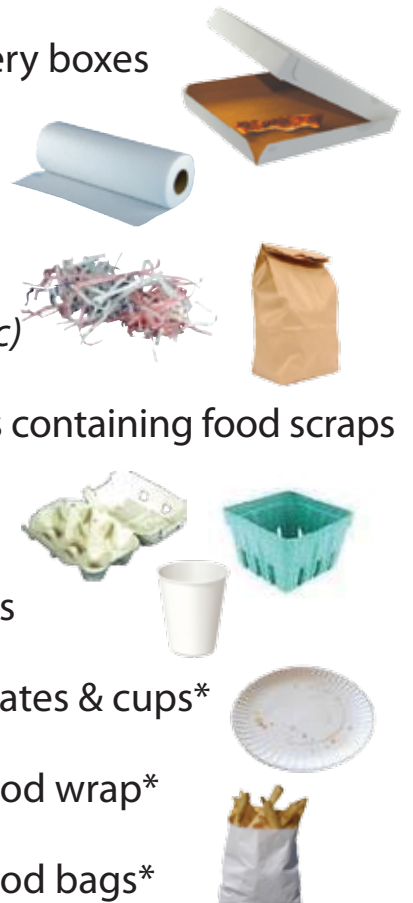 ery boxes
c)
s containing food scraps
s
ates & cups*
od wrap*
od bags*